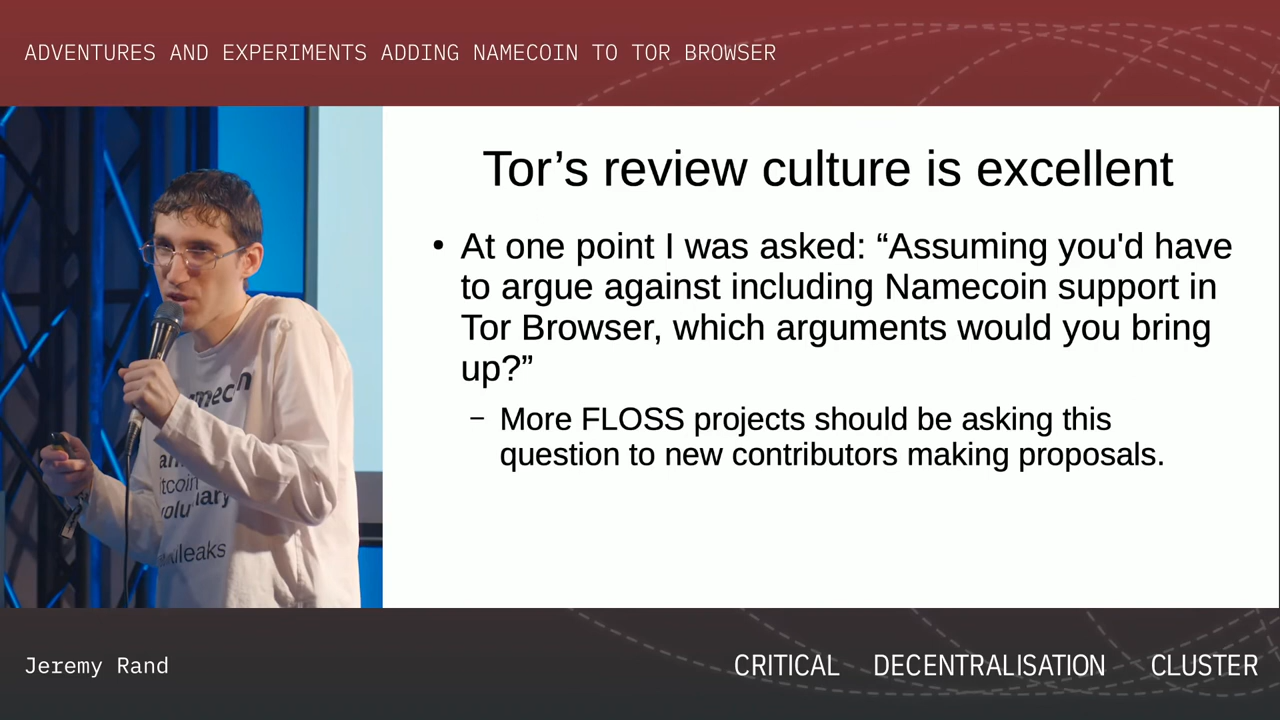 ADVENTURES AND EXPERIMENTS ADDING NAMECOIN TO TOR BROWSER
Tor’s review culture is excellent
• At one point I was asked: “Assuming you'd have
to argue against including Namecoin support in
Tor Browser, which arguments would you bring
up?”
– More FLOSS projects should be asking this
question to new contributors making proposals.
Jeremy Rand
CRITICAL DECENTRALISATION CLUSTER